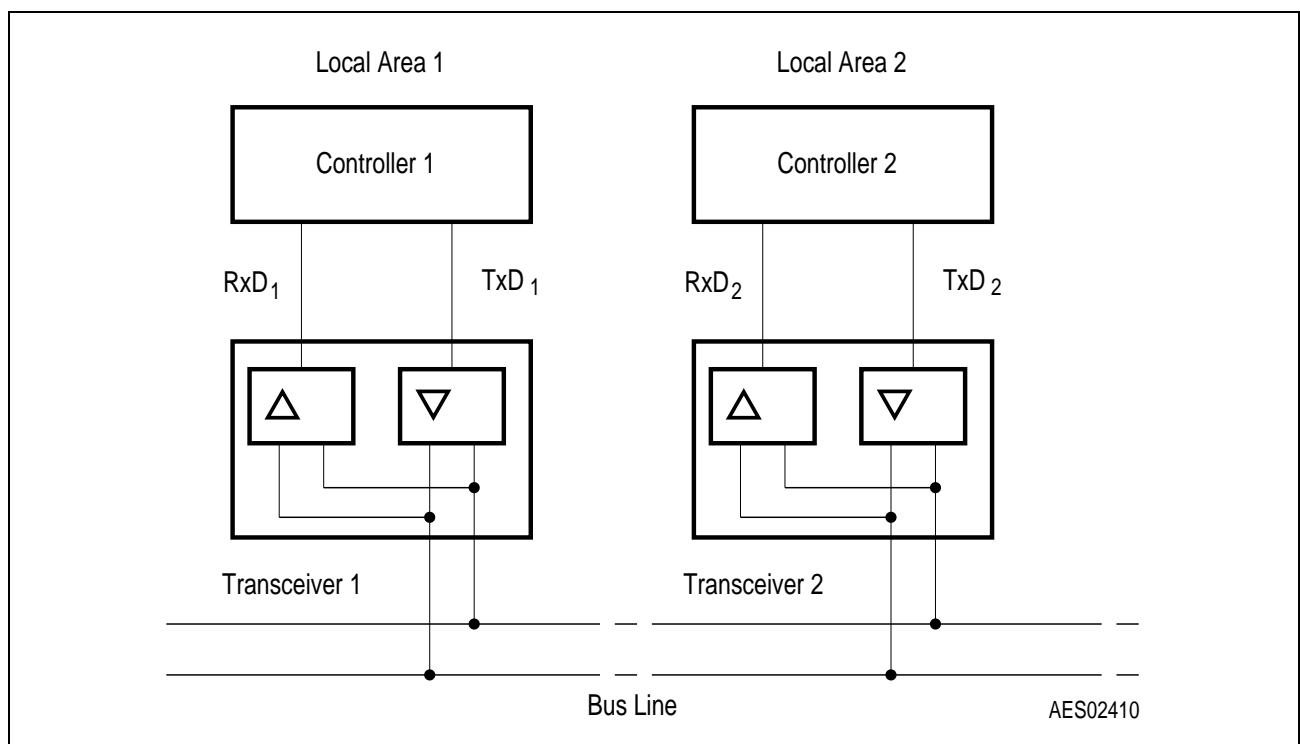 Local Area 1
Local Area 2
Controller 1
Controller 2
RxD1
TxD 1
RxD2
TxD 2
Transceiver 1
Transceiver 2
Bus Line
AES02410